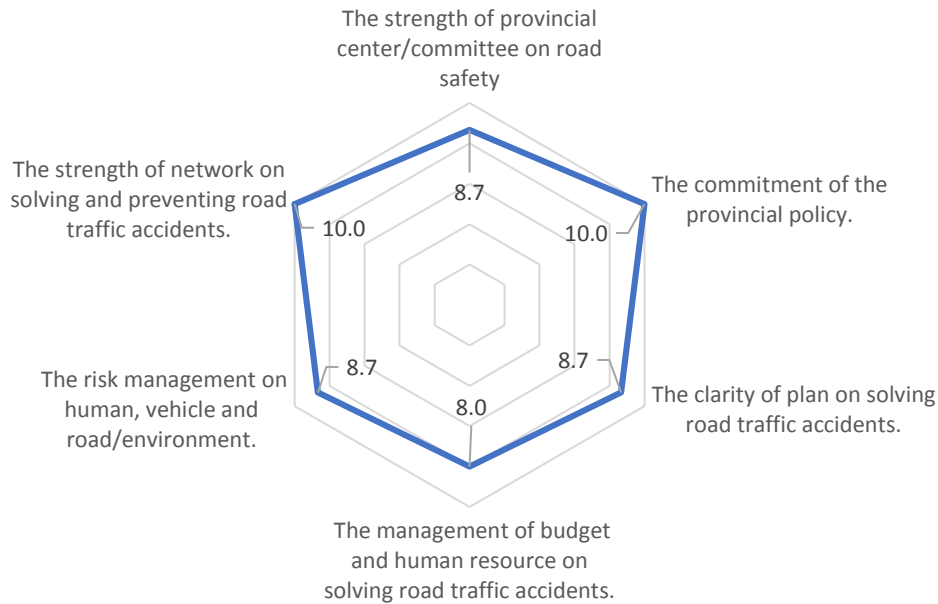 The strength of provincial
center/committee on road
safety
The strength of network on
solving and preventing road
traffic accidents.
The commitment of the
provincial policy.
8.7
10.0
10.0
The risk management on
human, vehicle and
road/environment.
8.7
8.7
The clarity of plan on solving
road traffic accidents.
8.0
The management of budget
and human resource on
solving road traffic accidents.